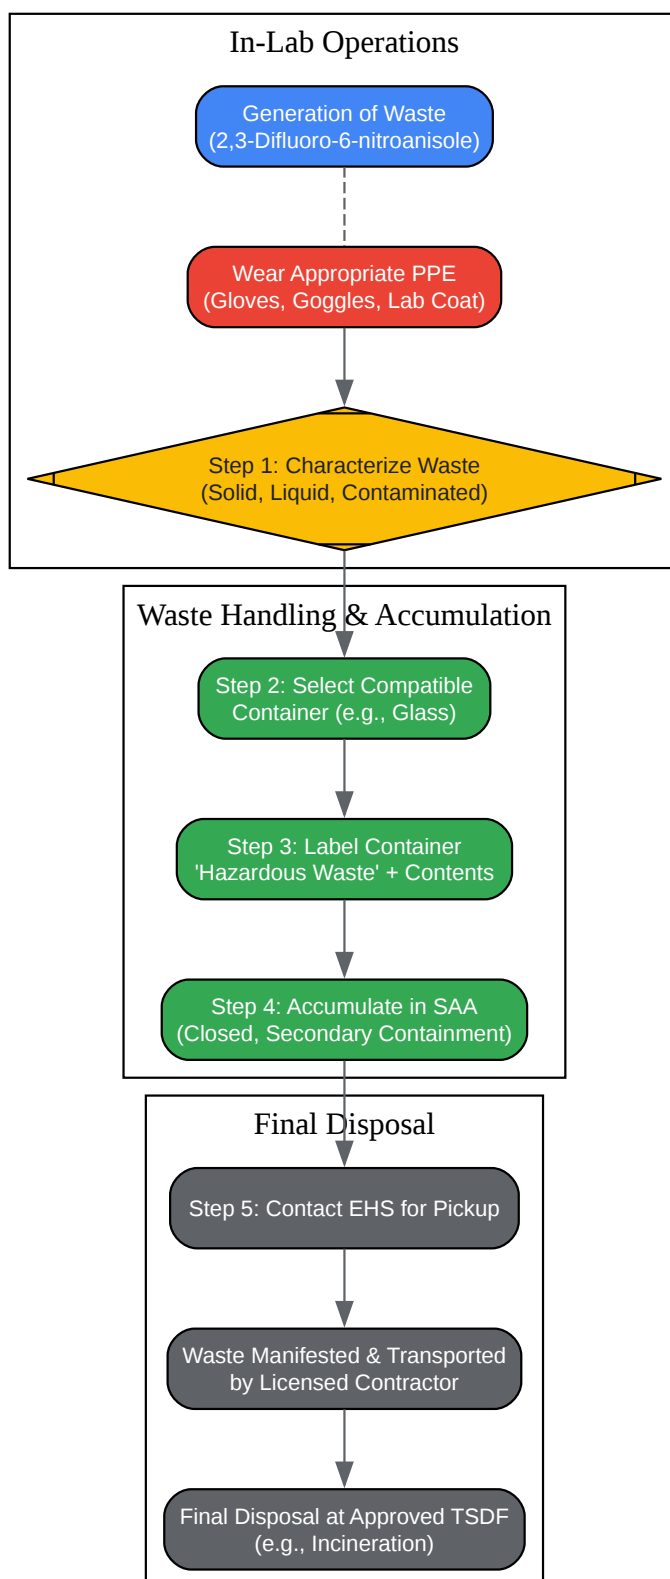 In-Lab Operations
Generation of Waste
(2,3-Difluoro-6-nitroanisole)
Wear Appropriate PPE
(Gloves, Goggles, Lab Coat)
Step 1: Characterize Waste
(Solid, Liquid, Contaminated)
Waste Handling & Accumulation
Step 2: Select Compatible
Container (e.g., Glass)
Step 3: Label Container
'Hazardous Waste' + Contents
Step 4: Accumulate in SAA
(Closed, Secondary Containment)
Final Disposal
Step 5: Contact EHS for Pickup
Waste Manifested & Transported
by Licensed Contractor
Final Disposal at Approved TSDF
(e.g., Incineration)